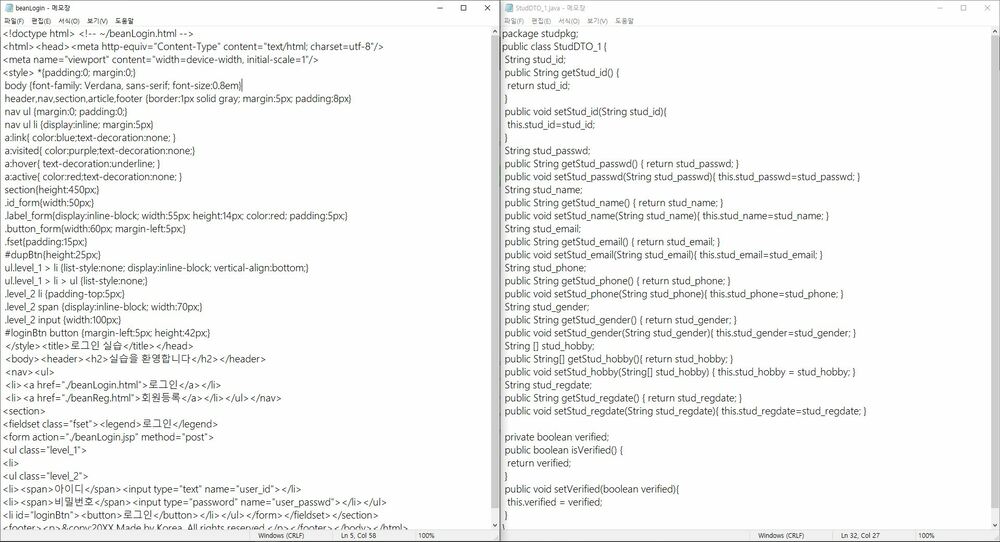 beanLogin - 메모장
파일(F) 편집(E) 서식(O) 보기(V) 도움말
<!doctype html> <!-- ~/beanLogin.html -->
<html><head><meta http-equiv="Content-Type" content="text/html; charset=utf-8"/>
<meta name="viewport" content="width=device-width, initial-scale=1"/>
<style> *{padding:0; margin:0;}
body {font-family: Verdana, sans-serif; font-size:0.8em}
header,nav,section,article,footer {border:1px solid gray; margin:5px; padding:8px}
nav ul {margin:0; padding:0;}
nav ul li {display:inline; margin:5px}
a:link{ color:blue;text-decoration:none; }
a:visited{ color:purple;text-decoration:none;}
a:hover{ text-decoration:underline; }
a:active{ color:red;text-decoration:none; }
section{height:450px;}
.id_form{width:50px;}
.label_form{display:inline-block; width:55px; height:14px; color:red; padding:5px;}
.button_form{width:60px; margin-left:5px;}
.fset{padding:15px;}
#dupBtn{height:25px;}
ul.level_1 > li {list-style:none; display:inline-block; vertical-align:bottom;}
ul.level_1 > li > ul {list-style:none;}
.level_2 li {padding-top:5px;}
.level_2 span {display:inline-block; width:70px;}
.level_2 input {width:100px;}
#loginBtn button {margin-left:5px; height:42px;}
</style><title>로그인 실습</title></head>
<body><header><h2>실습을 환영합니다</h2></header>
<nav><ul>
<li><a href="./beanLogin.html">로그인</a></li>
<li><a href="./beanReg.html">회원등록</a></li></ul></nav>
<section>
<fieldset class="fset"><legend>로그인</legend>
<form action="./beanLogin.jsp" method="post">
<ul class="level_1">
<li>
<ul class="level_2">
<li><span>아이디</span><input type="text" name="user_id"></li>
<li><span>비밀번호</span><input type="password" name="user_passwd"></li></ul>
<li id="loginBtn"><button>로그인</button></li></ul></form></fieldset></section>
<footer><p>&copy;20XX Made by Korea. All rights reserved.</p></footer></body></html>
Windows (CRLF) Ln 5, Col 58 100%
StudDTO_1.java - 메모장
파일(F) 편집(E) 서식(O) 보기(V) 도움말
package studpkg;
public class StudDTO_1 {
String stud_id;
public String getStud_id() {
return stud_id;
}
public void setStud_id(String stud_id){
this.stud_id=stud_id;
}
String stud_passwd;
public String getStud_passwd() { return stud_passwd; }
public void setStud_passwd(String stud_passwd){ this.stud_passwd=stud_passwd; }
String stud_name;
public String getStud_name() { return stud_name; }
public void setStud_name(String stud_name){ this.stud_name=stud_name; }
String stud_email;
public String getStud_email() { return stud_email; }
public void setStud_email(String stud_email){ this.stud_email=stud_email; }
String stud_phone;
public String getStud_phone() { return stud_phone; }
public void setStud_phone(String stud_phone){ this.stud_phone=stud_phone; }
String stud_gender;
public String getStud_gender() { return stud_gender; }
public void setStud_gender(String stud_gender){ this.stud_gender=stud_gender; }
String [] stud_hobby;
public String[] getStud_hobby(){ return stud_hobby; }
public void setStud_hobby(String[] stud_hobby) { this.stud_hobby = stud_hobby; }
String stud_regdate;
public String getStud_regdate() { return stud_regdate; }
public void setStud_regdate(String stud_regdate){ this.stud_regdate=stud_regdate; }
private boolean verified;
public boolean isVerified() {
return verified;
}
public void setVerified(boolean verified){
this.verified = verified;
}
}
Windows (CRLF) Ln 32, Col 27 100%